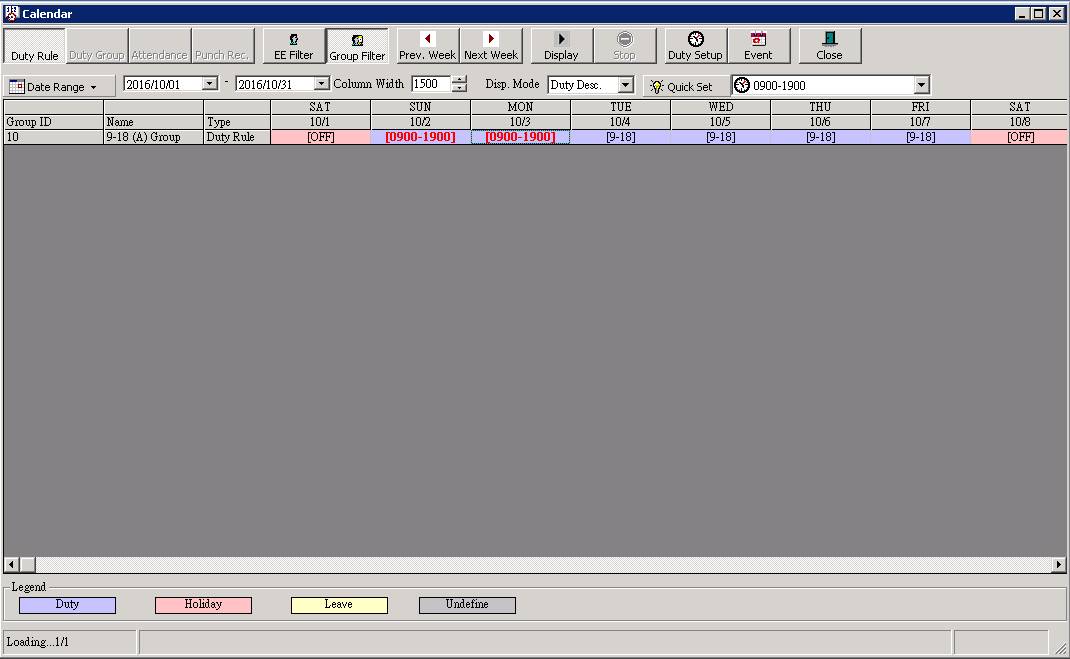 Calendar
Duty Rule Duty Group Attendance Punch Rec. EE Filter Group Filter Prev. Week Next Week Display Stop Duty Setup Event Close
Date Range 2016/10/01 - 2016/10/31 Column Width 1500 Disp. Mode Duty Desc. Quick Set 0900-1900
SAT SUN MON TUE WED THU FRI SAT
Group ID Name Type 10/1 10/2 10/3 10/4 10/5 10/6 10/7 10/8
10 9-18 (A) Group Duty Rule [OFF] [0900-1900] [0900-1900] [9-18] [9-18] [9-18] [9-18] [OFF]
Legend
Duty Holiday Leave Undefine
Loading...1/1